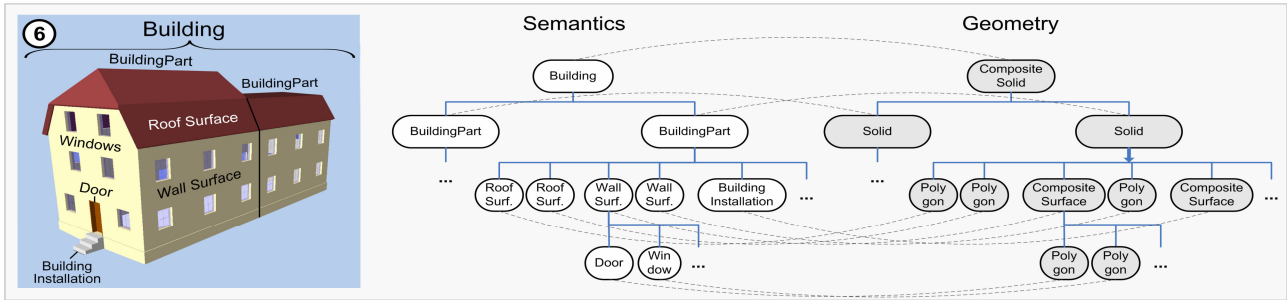 6
Building
BuildingPart
BuildingPart
Roof Surface
Windows
Door
Wall Surface
Building
Installation
Semantics
Geometry
Building
Composite
Solid
BuildingPart
BuildingPart
Solid
Solid
...
Roof
Surf.
Roof
Surf.
Wall
Surf.
Wall
Surf.
Building
Installation
...
...
Poly
gon
Poly
gon
Composite
Surface
Poly
gon
Composite
Surface
...
Door
Win
dow
...
Poly
gon
Poly
gon
...